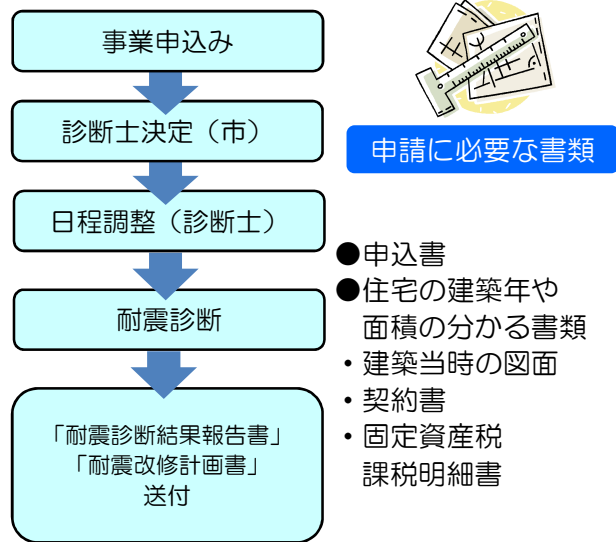 事業申込み
診断士決定（市）
日程調整（診断士）
耐震診断
「耐震診断結果報告書」
「耐震改修計画書」
送付
申請に必要な書類
●申込書
●住宅の建築年や
面積の分かる書類
・建築当時の図面
・契約書
・固定資産税
課税明細書